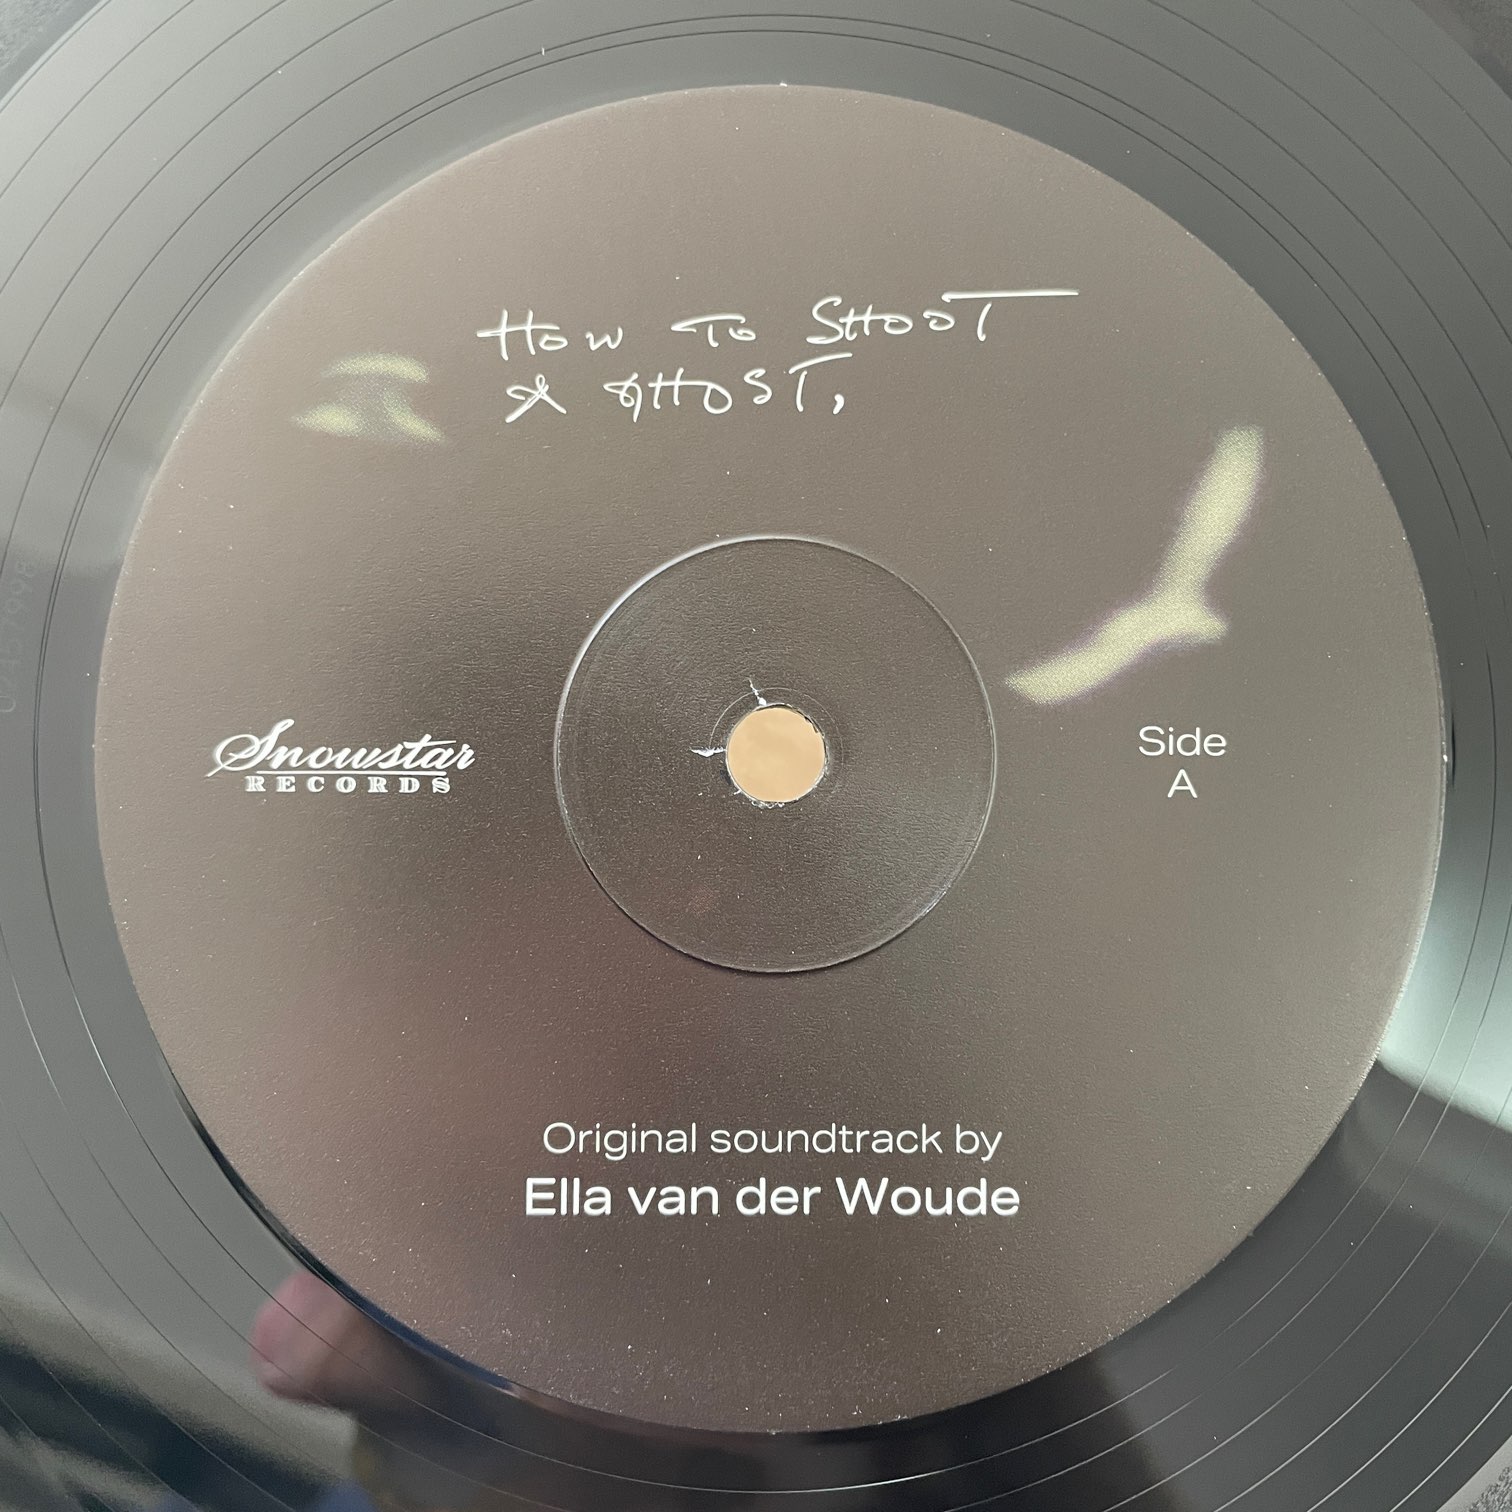 HOW TO SHOOT
A GHOST,
Snowstar
RECORDS
Side
A
Original soundtrack by
Ella van der Woude